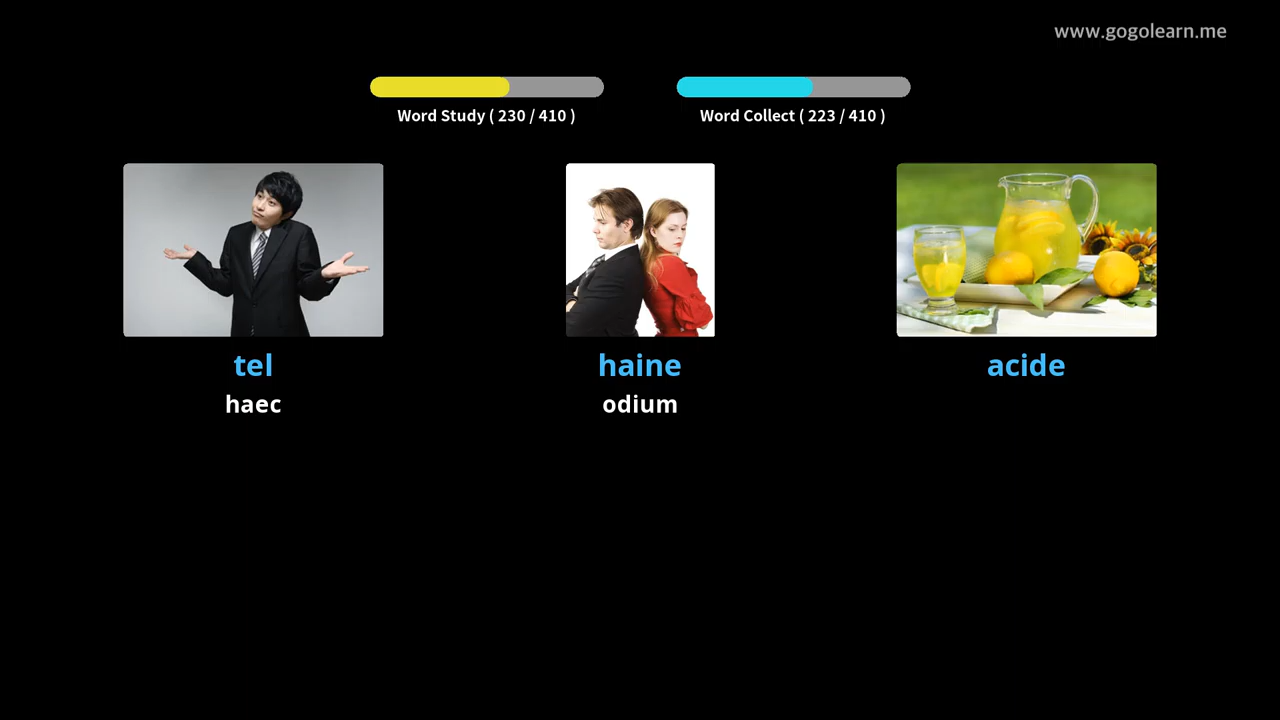 www.gogolearn.me
Word Study ( 230 / 410 )
Word Collect ( 223 / 410 )
tel
haine
acide
haec
odium